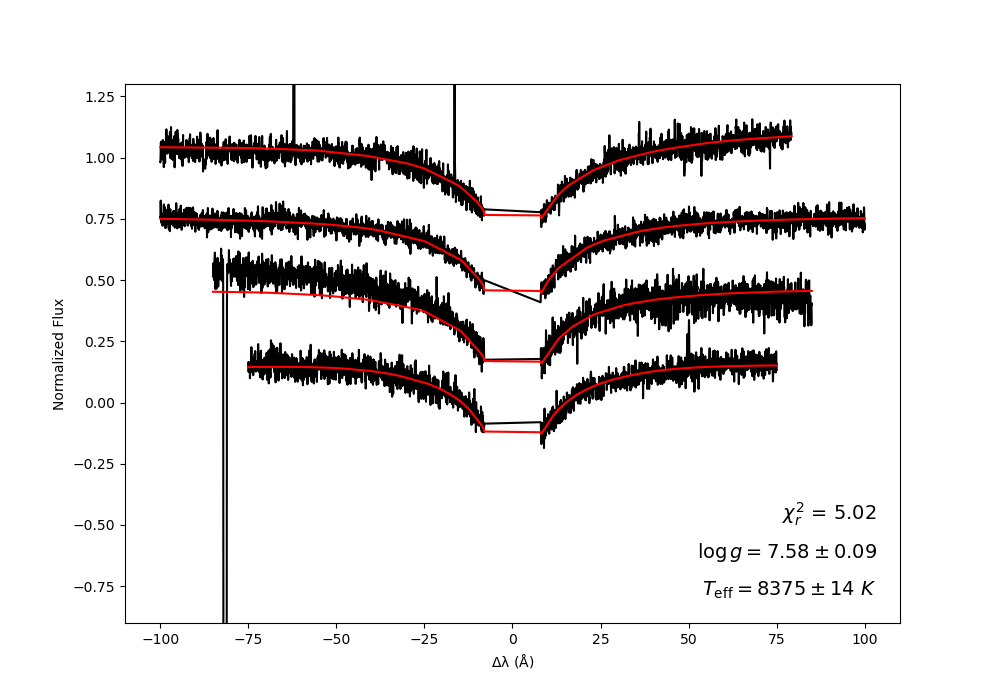 1.25
1.00
0.75
0.50
0.25
0.00
−0.25
−0.50
−0.75
Normalized Flux
χ²ᵣ = 5.02
log g = 7.58 ± 0.09
T_eff = 8375 ± 14 K
−100 −75 −50 −25 0 25 50 75 100
Δλ (Å)